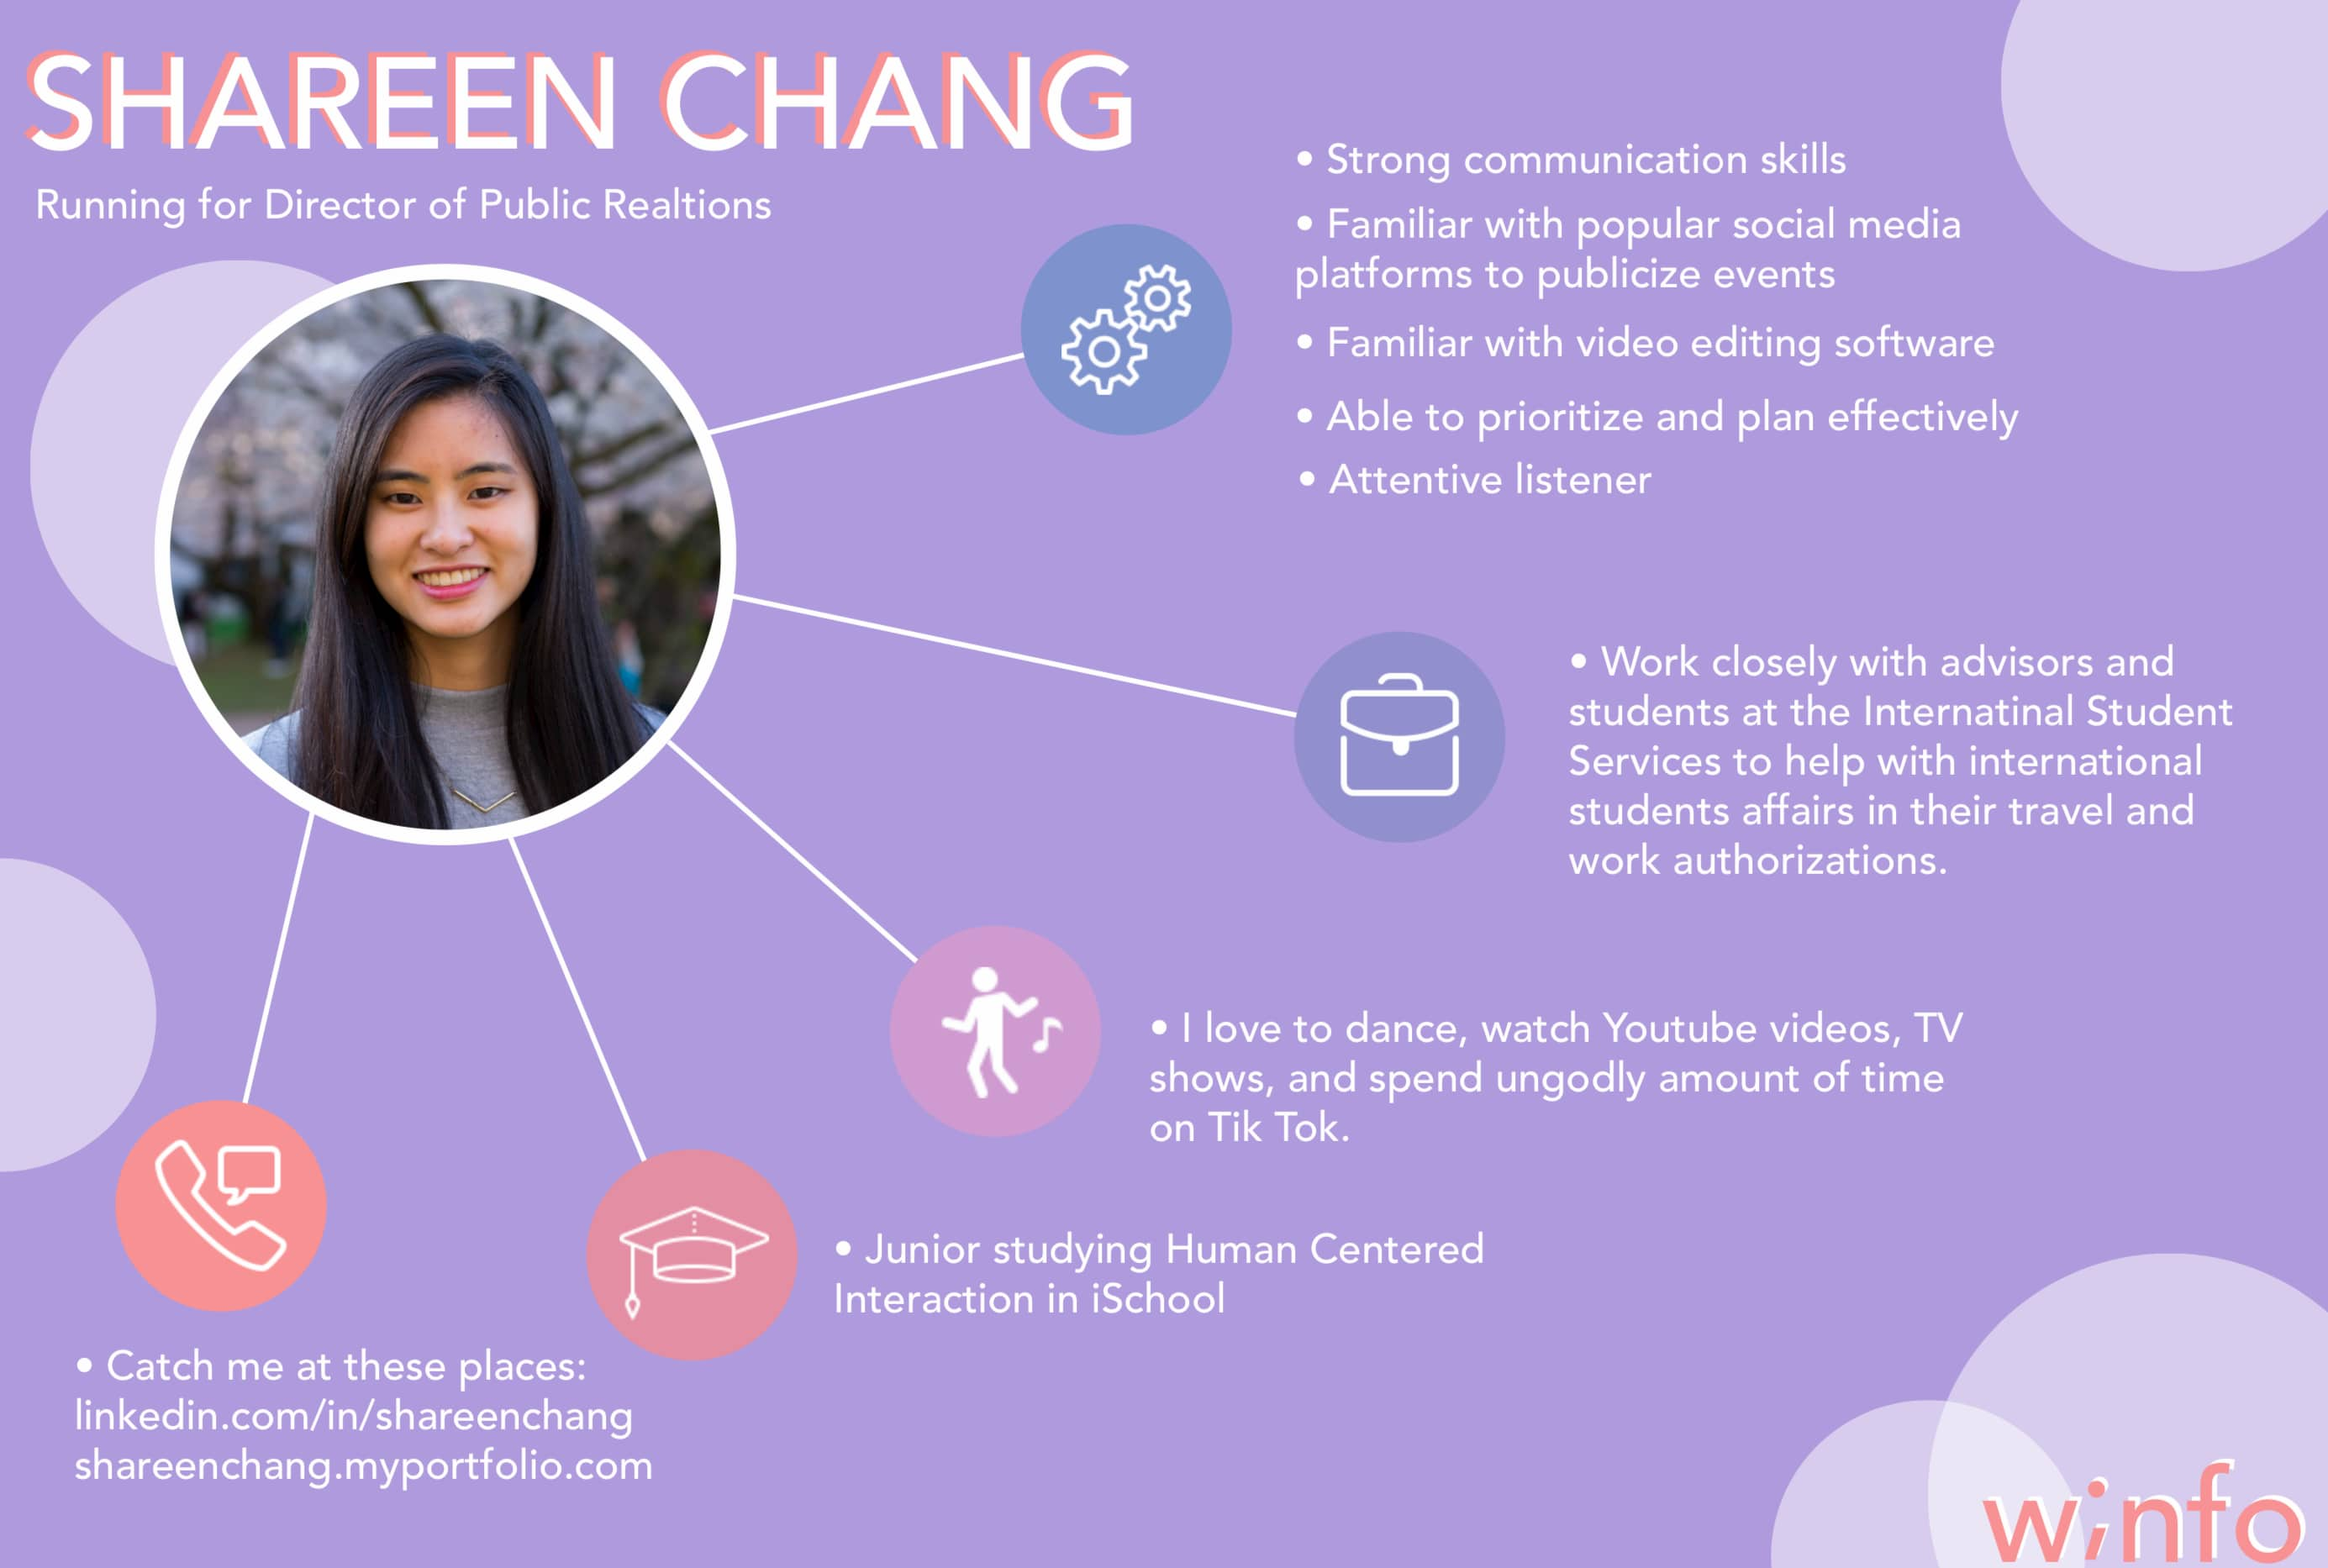 SHAREEN CHANG
Running for Director of Public Realtions
• Strong communication skills
• Familiar with popular social media
platforms to publicize events
• Familiar with video editing software
• Able to prioritize and plan effectively
• Attentive listener
• Work closely with advisors and
students at the Internatinal Student
Services to help with international
students affairs in their travel and
work authorizations.
• I love to dance, watch Youtube videos, TV
shows, and spend ungodly amount of time
on Tik Tok.
• Junior studying Human Centered
Interaction in iSchool
• Catch me at these places:
linkedin.com/in/shareenchang
shareenchang.myportfolio.com
winfo